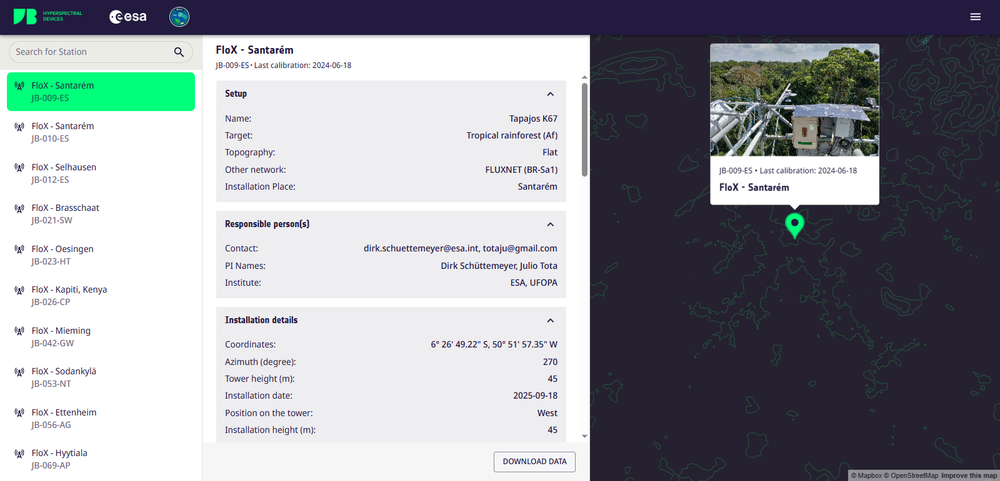 HYPERSPECTRAL
DEVICES
esa
Search for Station
FloX - Santarém
JB-009-ES
FloX - Santarém
JB-010-ES
FloX - Selhausen
JB-012-ES
FloX - Brasschaat
JB-021-SW
FloX - Oesingen
JB-023-HT
FloX - Kapiti, Kenya
JB-026-CP
FloX - Mieming
JB-042-GW
FloX - Sodankylä
JB-053-NT
FloX - Ettenheim
JB-056-AG
FloX - Hyytiala
JB-069-AP
FloX - Santarém
JB-009-ES • Last calibration: 2024-06-18
Setup
Name: Tapajos K67
Target: Tropical rainforest (Af)
Topography: Flat
Other network: FLUXNET (BR-Sa1)
Installation Place: Santarém
Responsible person(s)
Contact: dirk.schuettemeyer@esa.int, totaju@gmail.com
PI Names: Dirk Schüttemeyer, Julio Tota
Institute: ESA, UFOPA
Installation details
Coordinates: 6° 26' 49.22" S, 50° 51' 57.35" W
Azimuth (degree): 270
Tower height (m): 45
Installation date: 2025-09-18
Position on the tower: West
Installation height (m): 45
DOWNLOAD DATA
300 m
JB-009-ES • Last calibration: 2024-06-18
FloX - Santarém
© Mapbox © OpenStreetMap Improve this map